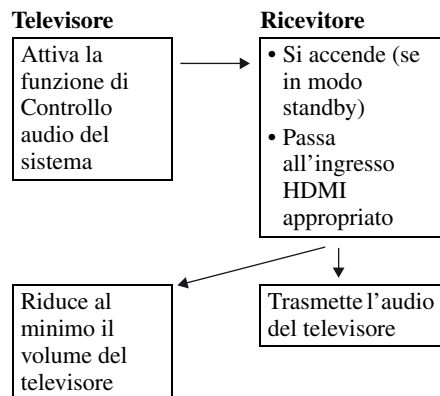 Televisore
Attiva la
funzione di
Controllo
audio del
sistema
Ricevitore
• Si accende (se
in modo
standby)
• Passa
all'ingresso
HDMI
appropriato
Riduce al
minimo il
volume del
televisore
Trasmette l'audio
del televisore